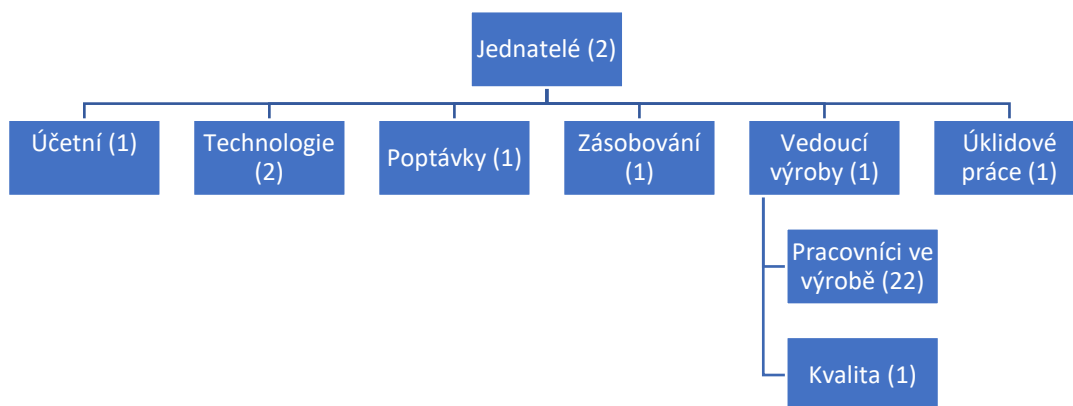 Jednatelé (2)
Účetní (1)
Technologie
(2)
Poptávky (1)
Zásobování
(1)
Vedoucí
výroby (1)
Úklidové
práce (1)
Pracovníci ve
výrobě (22)
Kvalita (1)